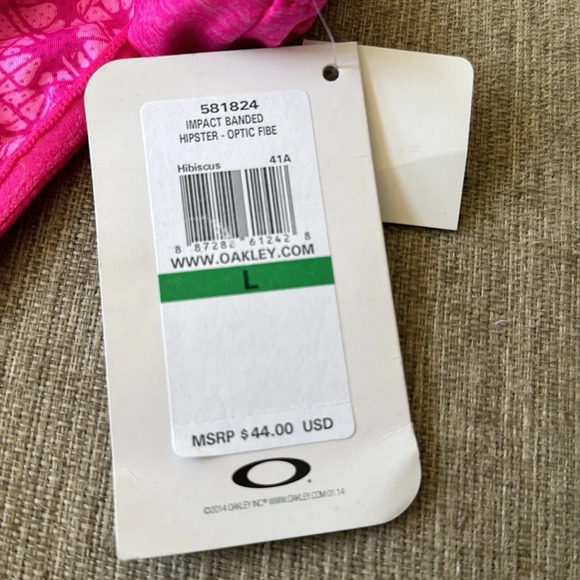 581824
IMPACT BANDED
HIPSTER - OPTIC FIBE
Hibiscus 41A
8 87282 61242 8
WWW.OAKLEY.COM
L
MSRP $44.00 USD
©2014 OAKLEY INC® WWW.OAKLEY.COM 01.14